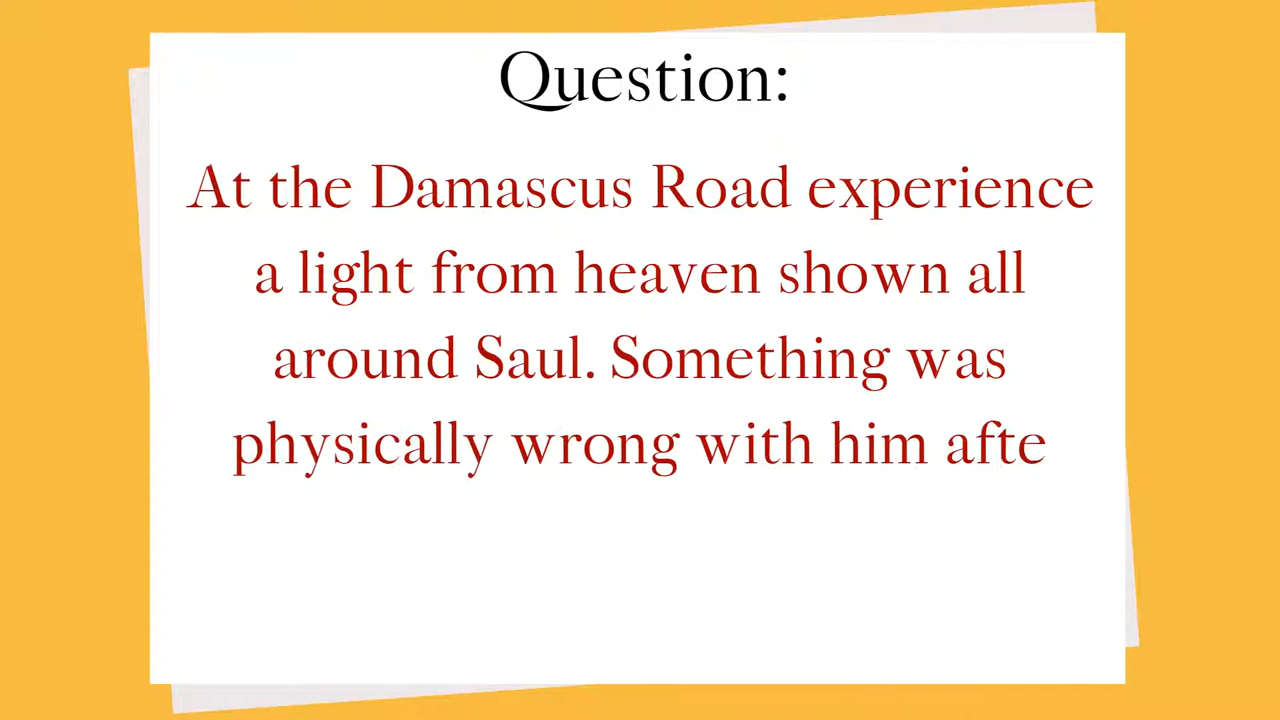 Question:
At the Damascus Road experience
a light from heaven shown all
around Saul. Something was
physically wrong with him afte